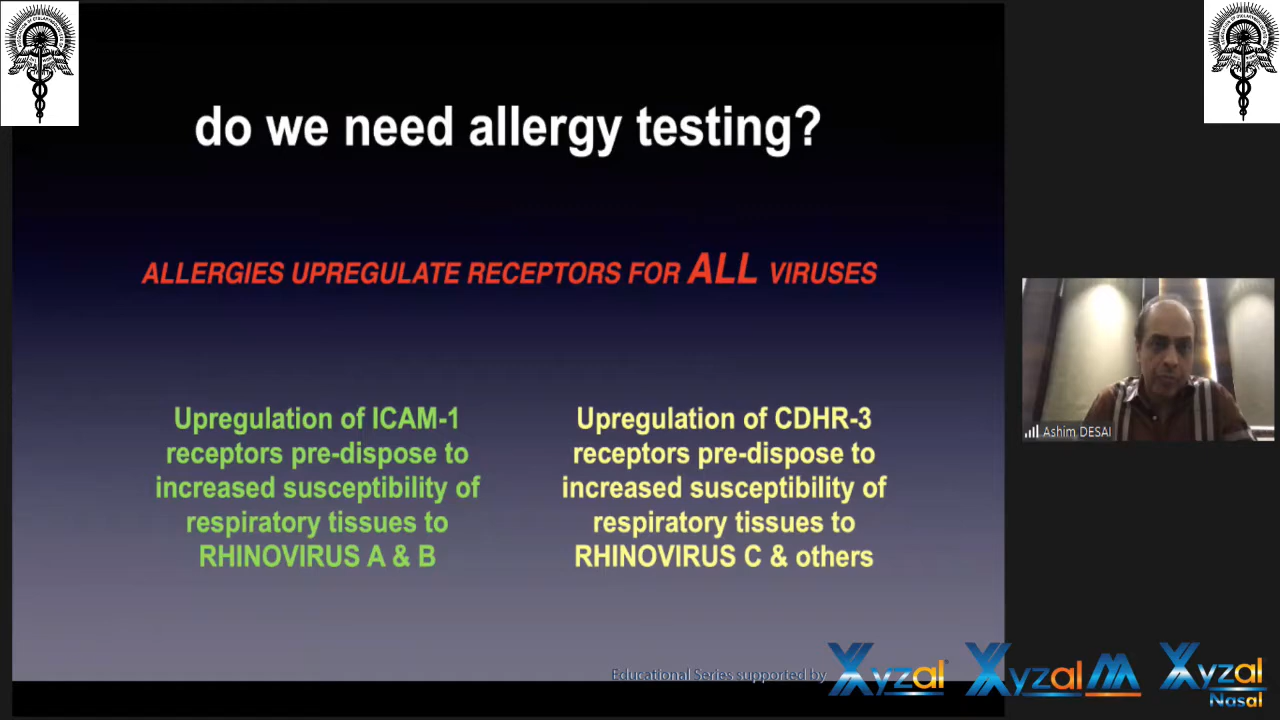 do we need allergy testing?
ALLERGIES UPREGULATE RECEPTORS FOR ALL VIRUSES
Upregulation of ICAM-1
receptors pre-dispose to
increased susceptibility of
respiratory tissues to
RHINOVIRUS A & B
Upregulation of CDHR-3
receptors pre-dispose to
increased susceptibility of
respiratory tissues to
RHINOVIRUS C & others
Ashim DESAI
Educational Series supported by
Xyzal
Xyzal M
Xyzal
Nasal